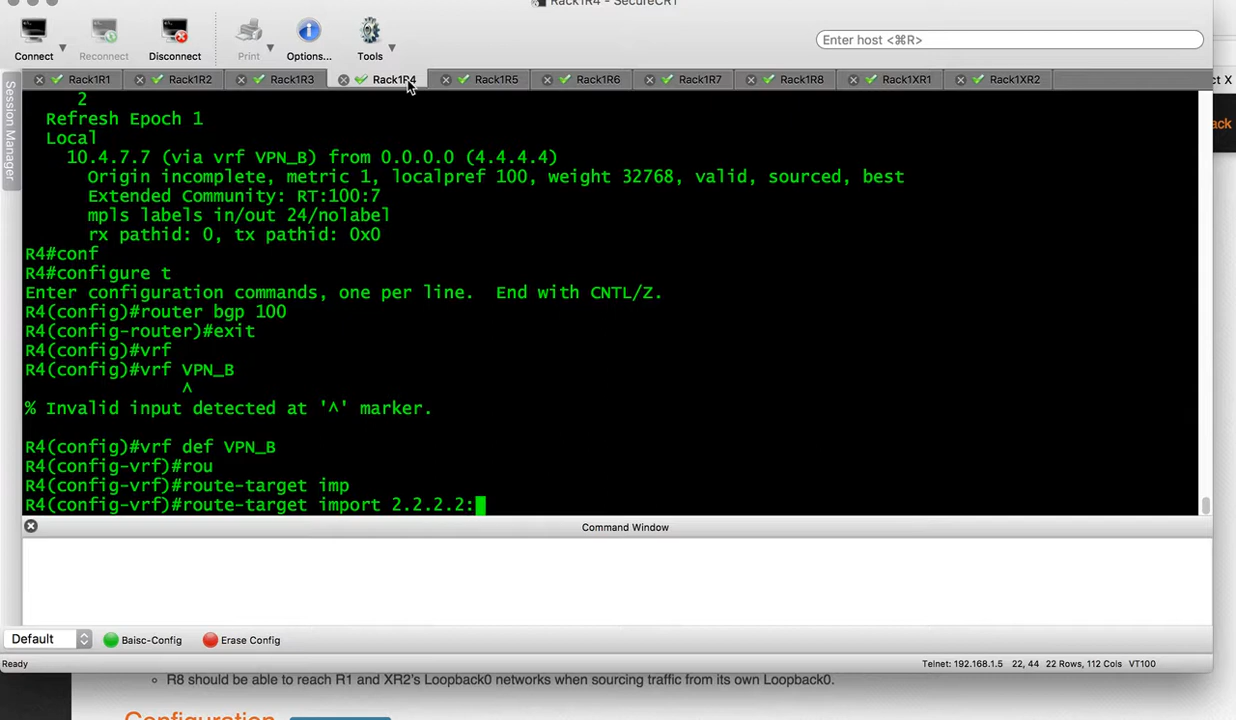 Rack1R4 - SecureCRT
Connect
Reconnect
Disconnect
Print
Options...
Tools
Enter host <⌘R>
Session Manager
Rack1R1
Rack1R2
Rack1R3
Rack1R4
Rack1R5
Rack1R6
Rack1R7
Rack1R8
Rack1XR1
Rack1XR2
ct X
ack
2
Refresh Epoch 1
Local
10.4.7.7 (via vrf VPN_B) from 0.0.0.0 (4.4.4.4)
Origin incomplete, metric 1, localpref 100, weight 32768, valid, sourced, best
Extended Community: RT:100:7
mpls labels in/out 24/nolabel
rx pathid: 0, tx pathid: 0x0
R4#conf
R4#configure t
Enter configuration commands, one per line.  End with CNTL/Z.
R4(config)#router bgp 100
R4(config-router)#exit
R4(config)#vrf
R4(config)#vrf VPN_B
^
% Invalid input detected at '^' marker.
R4(config)#vrf def VPN_B
R4(config-vrf)#rou
R4(config-vrf)#route-target imp
R4(config-vrf)#route-target import 2.2.2.2:
Command Window
Default
Baisc-Config
Erase Config
Ready
Telnet: 192.168.1.5   22, 44   22 Rows, 112 Cols   VT100
R8 should be able to reach R1 and XR2's Loopback0 networks when sourcing traffic from its own Loopback0.
Configuration